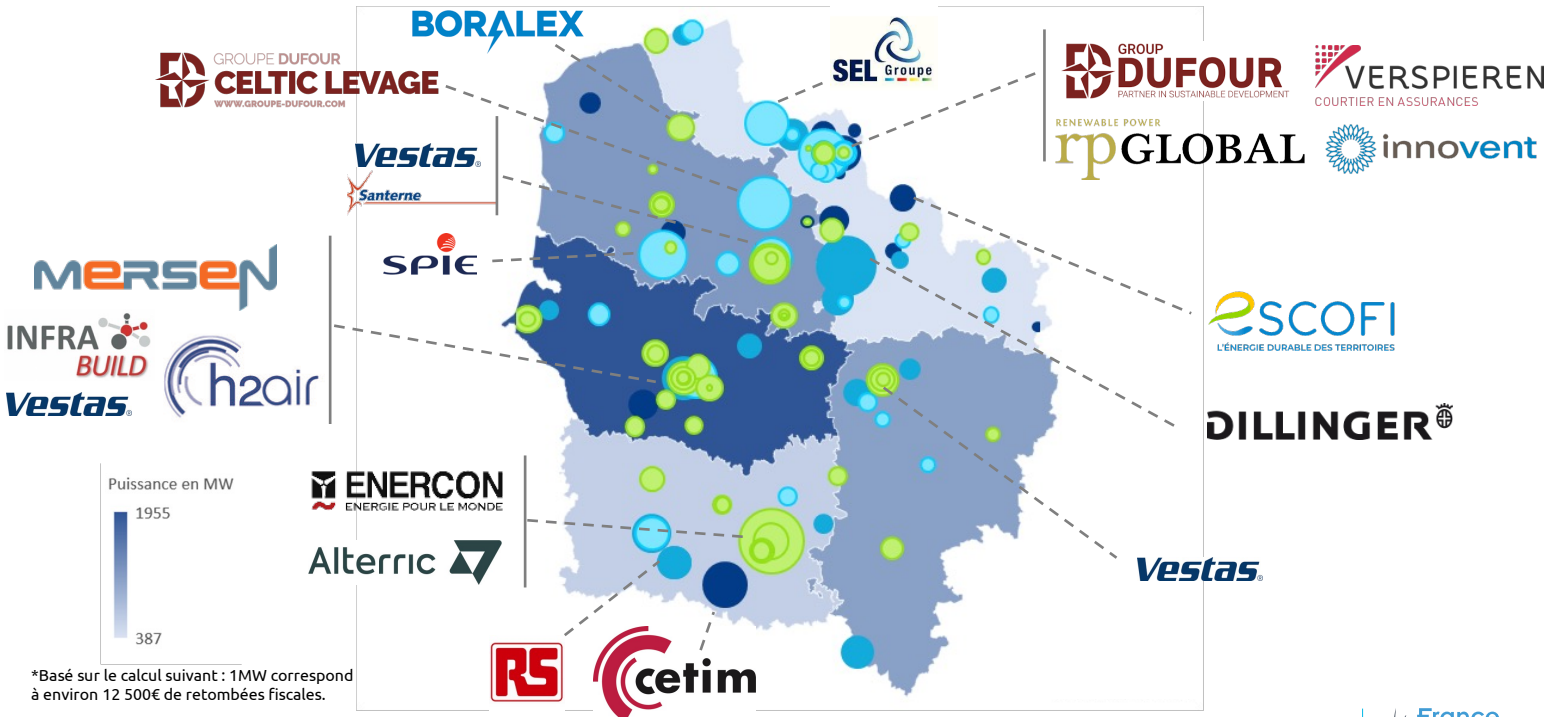 BORALEX
GROUPE DUFOUR
CELTIC LEVAGE
WWW.GROUPE-DUFOUR.COM
SEL Groupe
GROUP
DUFOUR
PARTNER IN SUSTAINABLE DEVELOPMENT
VERSPIEREN
COURTIER EN ASSURANCES
RENEWABLE POWER
rp GLOBAL
innovent
Vestas
Santerne
SPIE
MERSEN
INFRA
BUILD
h2air
Vestas
escofi
L'ÉNERGIE DURABLE DES TERRITOIRES
DILLINGER
Puissance en MW
1955
387
ENERCON
ENERGIE POUR LE MONDE
Alterric
Vestas
RS
cetim
*Basé sur le calcul suivant : 1MW correspond
à environ 12 500€ de retombées fiscales.